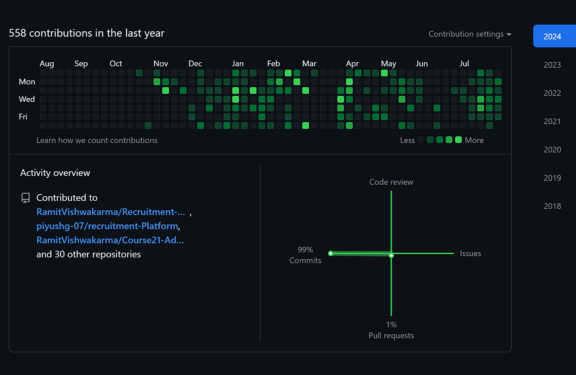 558 contributions in the last year
Contribution settings
Aug Sep Oct Nov Dec Jan Feb Mar Apr May Jun Jul
Mon
Wed
Fri
Learn how we count contributions
Less More
Activity overview
Contributed to
RamitVishwakarma/Recruitment-... ,
piyushg-07/recruitment-Platform,
RamitVishwakarma/Course21-Ad...
and 30 other repositories
Code review
99%
Commits
Issues
1%
Pull requests
2024
2023
2022
2021
2020
2019
2018